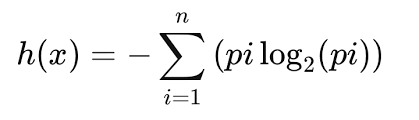 h(x) = − ∑_{i=1}^{n} (pi log₂(pi))